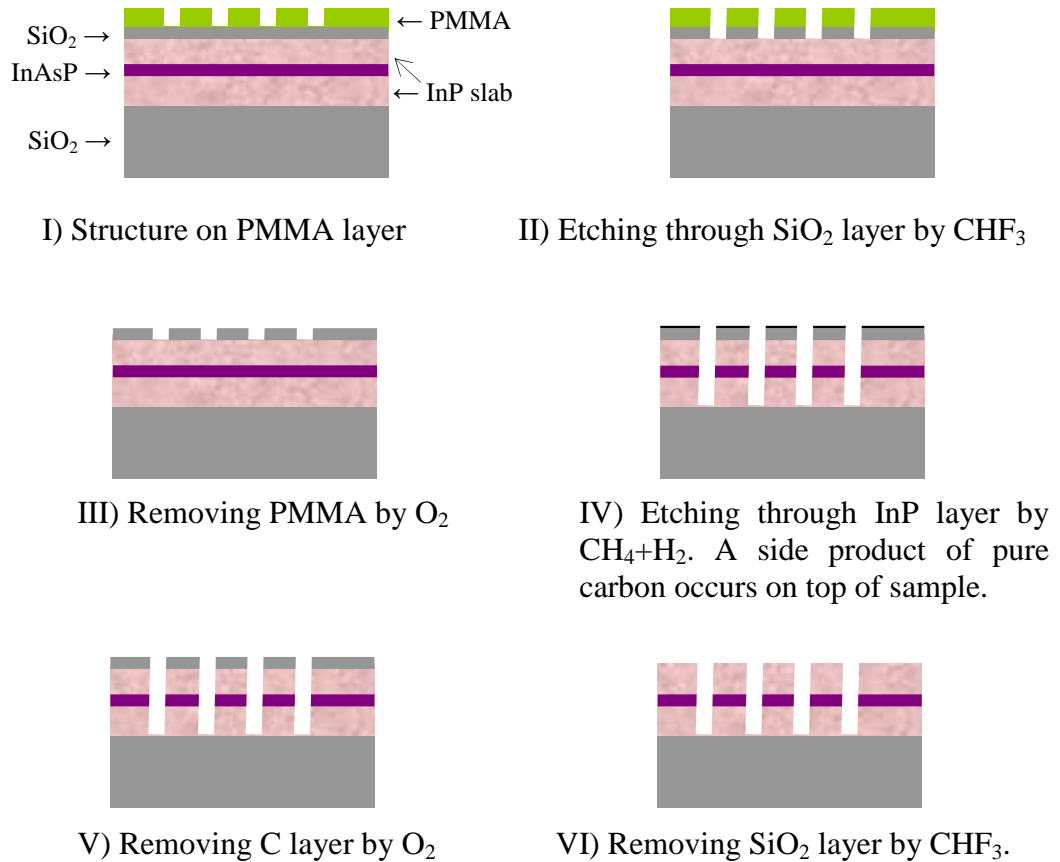 ← PMMA
SiO₂→
InAsP→
← InP slab
SiO₂ →
I) Structure on PMMA layer
II) Etching through SiO₂ layer by CHF₃
III) Removing PMMA by O₂
IV) Etching through InP layer by
CH₄+H₂. A side product of pure
carbon occurs on top of sample.
V) Removing C layer by O₂
VI) Removing SiO₂ layer by CHF₃.